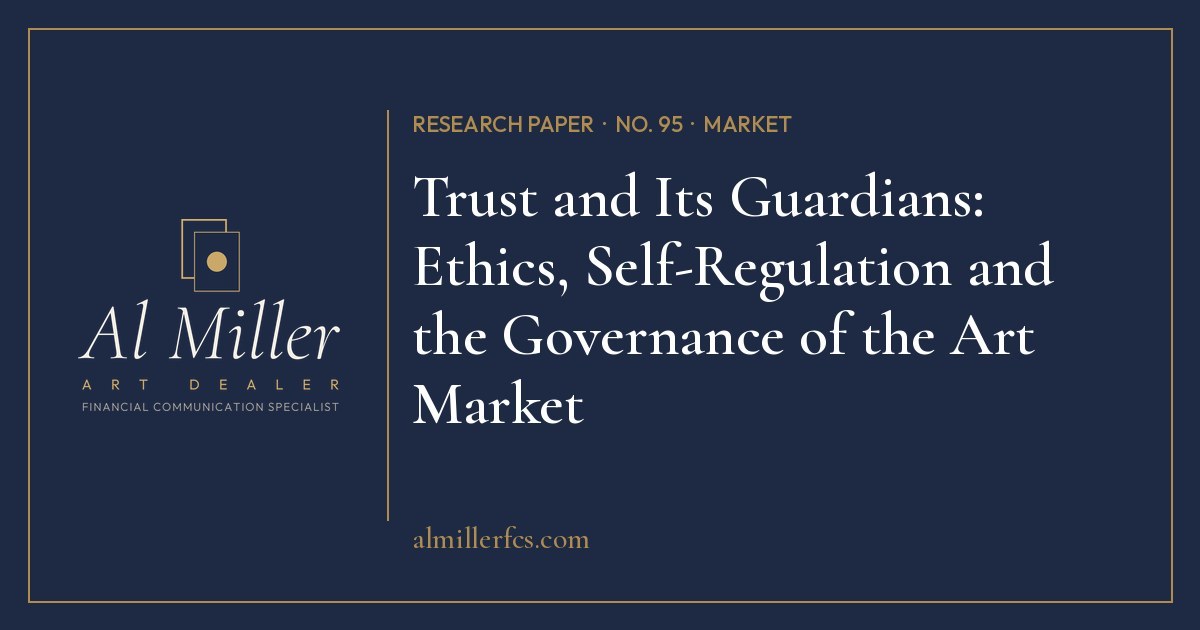 Al Miller
ART DEALER
FINANCIAL COMMUNICATION SPECIALIST
RESEARCH PAPER · NO. 95 · MARKET
Trust and Its Guardians:
Ethics, Self-Regulation and
the Governance of the Art
Market
almillerfcs.com